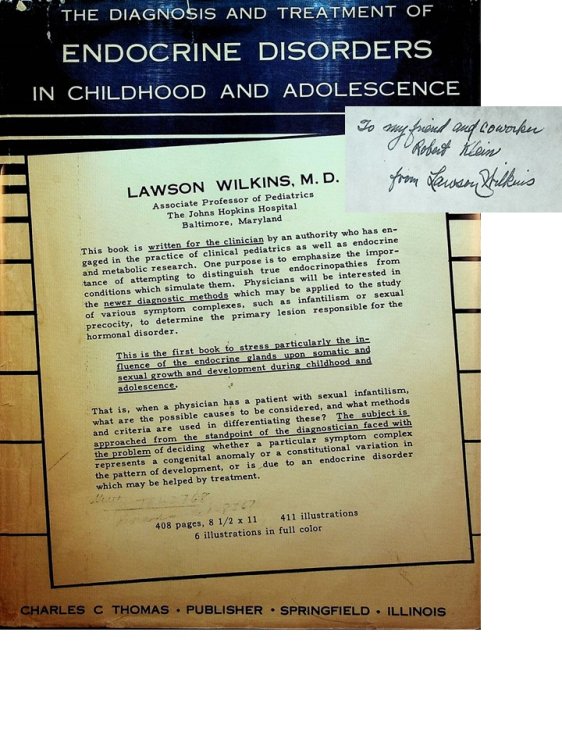 THE DIAGNOSIS AND TREATMENT OF
ENDOCRINE DISORDERS
IN CHILDHOOD AND ADOLESCENCE
To my friend and coworker
Robert Klein
from Lawson Wilkins
LAWSON WILKINS, M. D.
Associate Professor of Pediatrics
The Johns Hopkins Hospital
Baltimore, Maryland
This book is written for the clinician by an authority who has en-
gaged in the practice of clinical pediatrics as well as endocrine
and metabolic research. One purpose is to emphasize the impor-
tance of attempting to distinguish true endocrinopathies from
conditions which simulate them. Physicians will be interested in
the newer diagnostic methods which may be applied to the study
of various symptom complexes, such as infantilism or sexual
precocity, to determine the primary lesion responsible for the
hormonal disorder.
This is the first book to stress particularly the in-
fluence of the endocrine glands upon somatic and
sexual growth and development during childhood and
adolescence.
That is, when a physician has a patient with sexual infantilism,
what are the possible causes to be considered, and what methods
and criteria are used in differentiating these? The subject is
approached from the standpoint of the diagnostician faced with
the problem of deciding whether a particular symptom complex
represents a congenital anomaly or a constitutional variation in
the pattern of development, or is due to an endocrine disorder
which may be helped by treatment.
408 pages, 8 1/2 x 11 411 illustrations
6 illustrations in full color
CHARLES C THOMAS • PUBLISHER • SPRINGFIELD • ILLINOIS